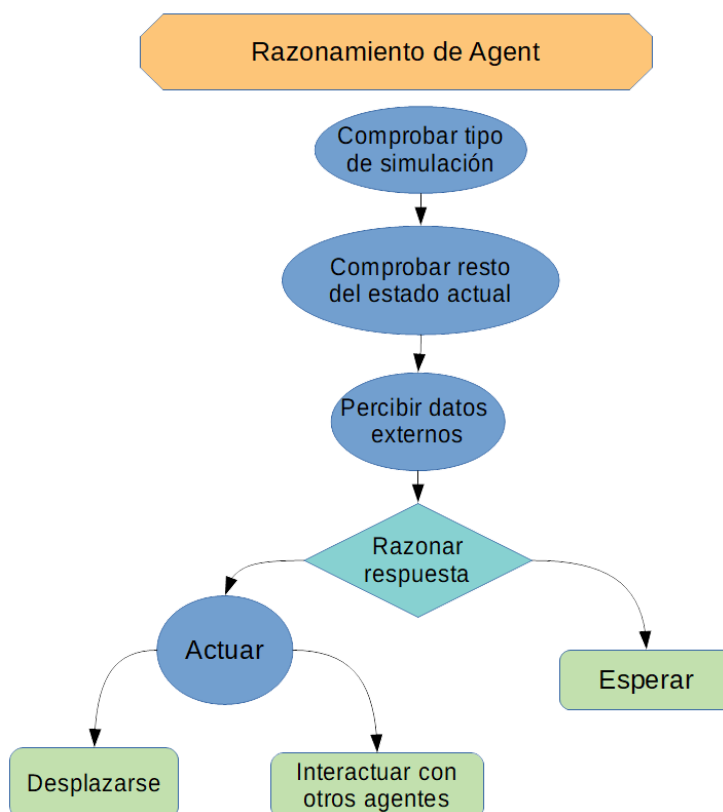 Razonamiento de Agent
Comprobar tipo
de simulación
Comprobar resto
del estado actual
Percibir datos
externos
Razonar
respuesta
Actuar
Esperar
Desplazarse
Interactuar con
otros agentes